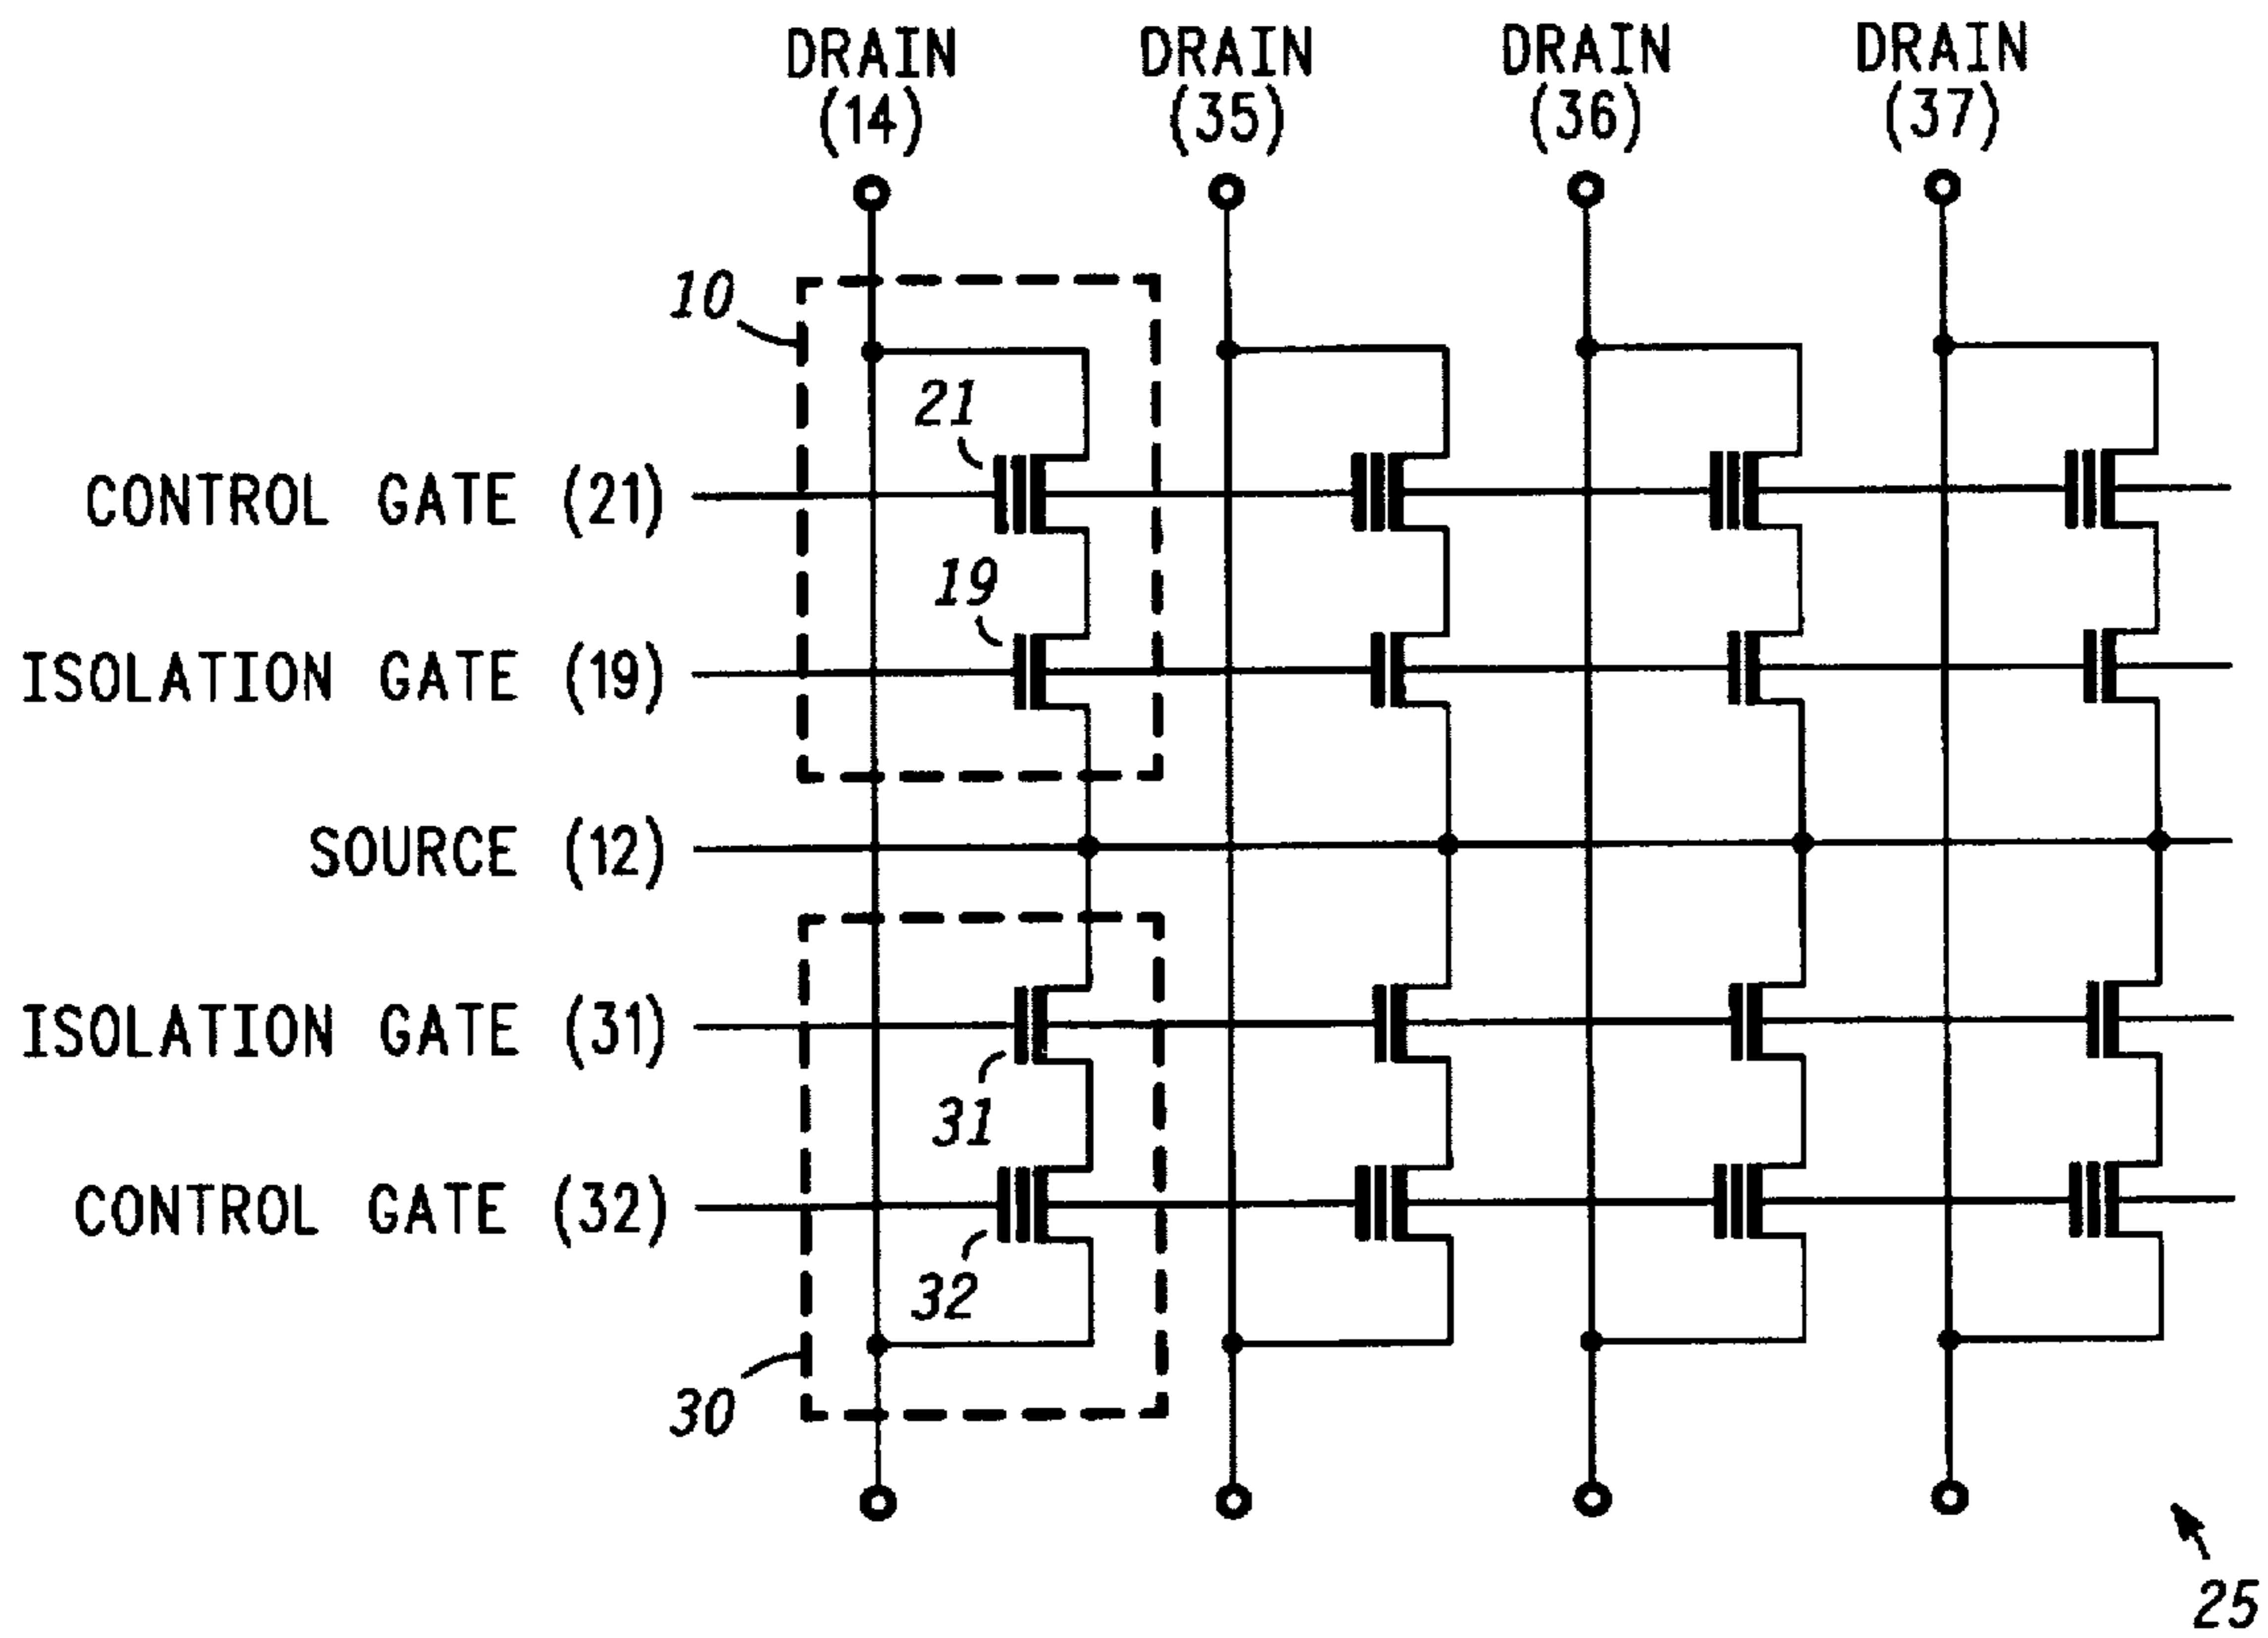 DRAIN (14)
DRAIN (35)
DRAIN (36)
DRAIN (37)
10
21
CONTROL GATE (21)
19
ISOLATION GATE (19)
SOURCE (12)
ISOLATION GATE (31)
31
CONTROL GATE (32)
32
30
25